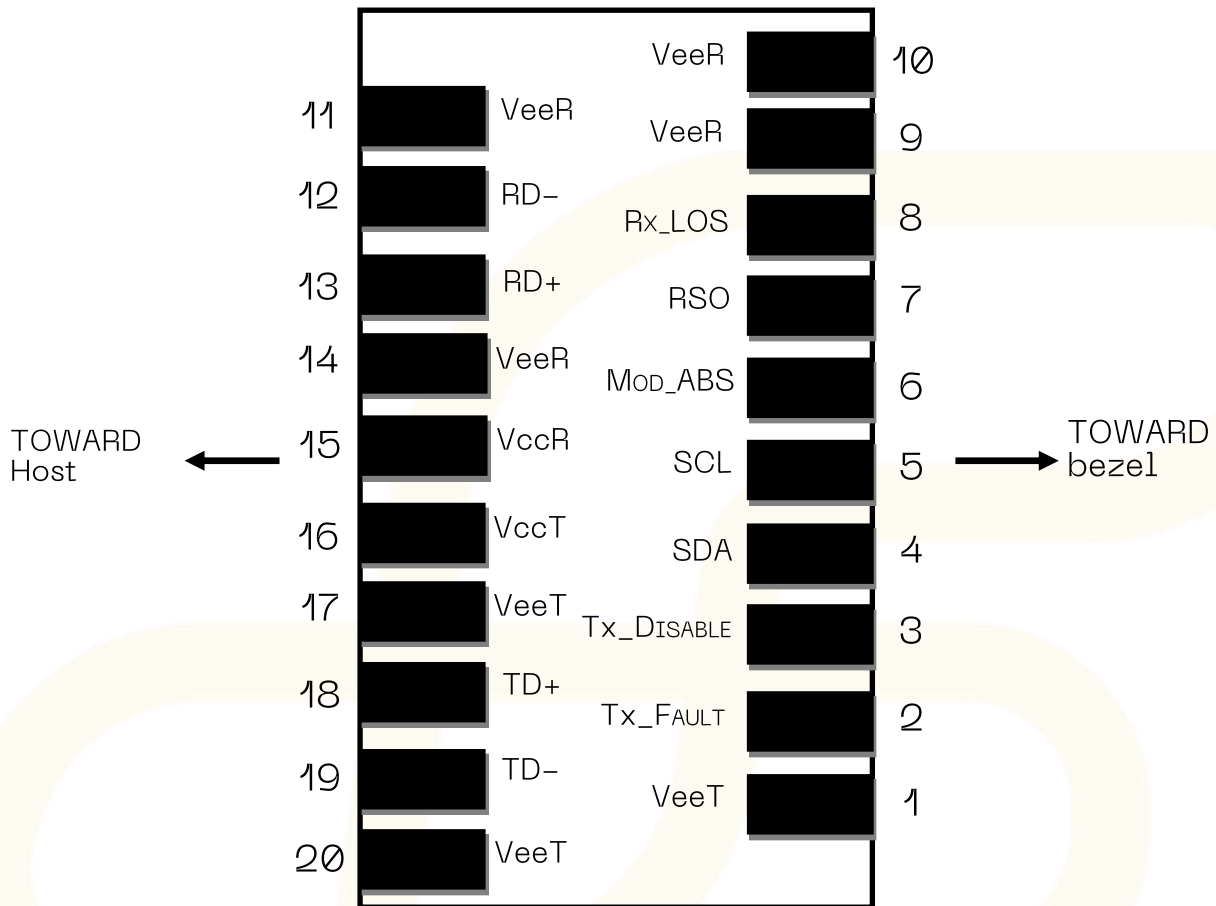 VeeR 10
11 VeeR
VeeR 9
12 RD-
Rx_LOS 8
13 RD+
RSO 7
14 VeeR
Mod_ABS 6
TOWARD
Host
15 VccR
SCL 5
TOWARD
bezel
16 VccT
SDA 4
17 VeeT
Tx_Disable 3
18 TD+
Tx_Fault 2
19 TD-
VeeT 1
20 VeeT